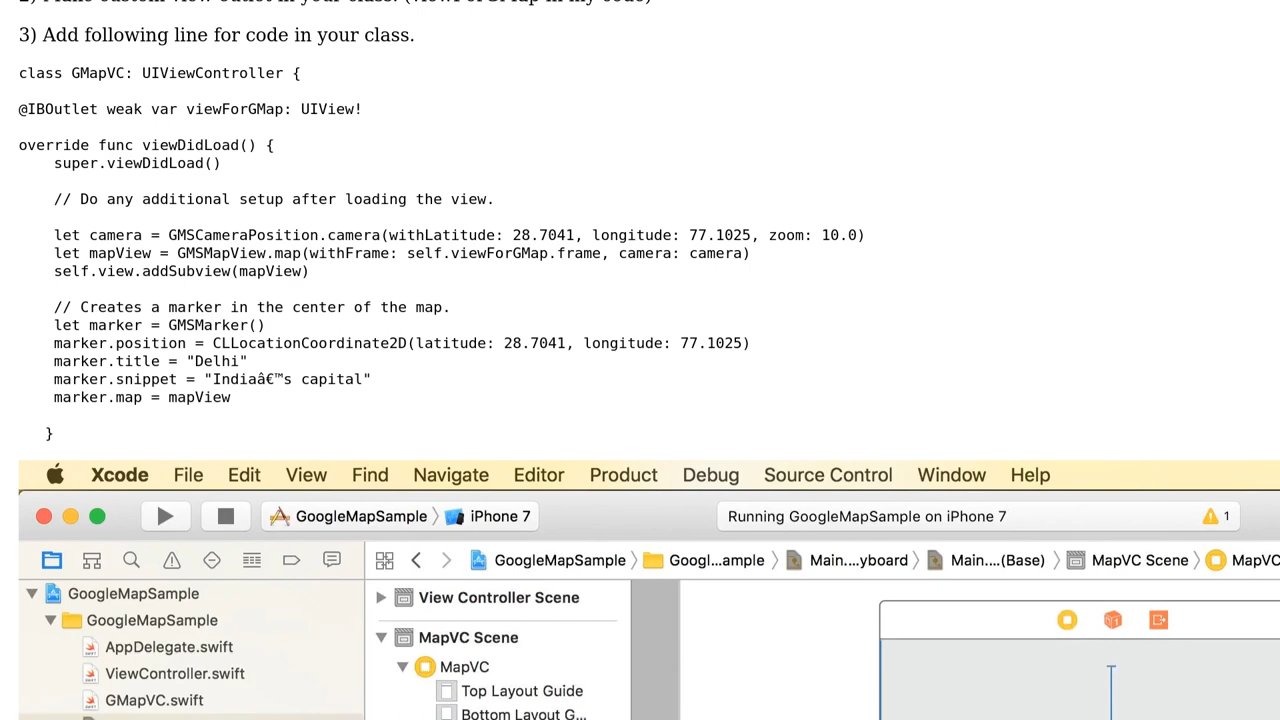 3) Add following line for code in your class.
class GMapVC: UIViewController {
@IBOutlet weak var viewForGMap: UIView!
override func viewDidLoad() {
super.viewDidLoad()
// Do any additional setup after loading the view.
let camera = GMSCameraPosition.camera(withLatitude: 28.7041, longitude: 77.1025, zoom: 10.0)
let mapView = GMSMapView.map(withFrame: self.viewForGMap.frame, camera: camera)
self.view.addSubview(mapView)
// Creates a marker in the center of the map.
let marker = GMSMarker()
marker.position = CLLocationCoordinate2D(latitude: 28.7041, longitude: 77.1025)
marker.title = "Delhi"
marker.snippet = "Indiaâ€™s capital"
marker.map = mapView
}
Xcode File Edit View Find Navigate Editor Product Debug Source Control Window Help
GoogleMapSample 〉 iPhone 7 Running GoogleMapSample on iPhone 7 1
GoogleMapSample 〉 Googl...ample 〉 Main....yboard 〉 Main....(Base) 〉 MapVC Scene 〉 MapVC
GoogleMapSample
GoogleMapSample
AppDelegate.swift
ViewController.swift
GMapVC.swift
View Controller Scene
MapVC Scene
MapVC
Top Layout Guide
Bottom Layout G...